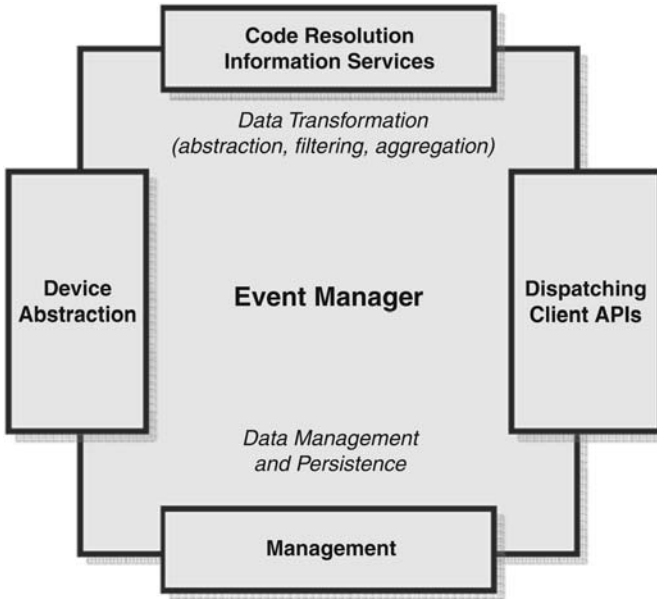 Code Resolution
Information Services
Data Transformation
(abstraction, filtering, aggregation)
Device
Abstraction
Event Manager
Dispatching
Client APIs
Data Management
and Persistence
Management